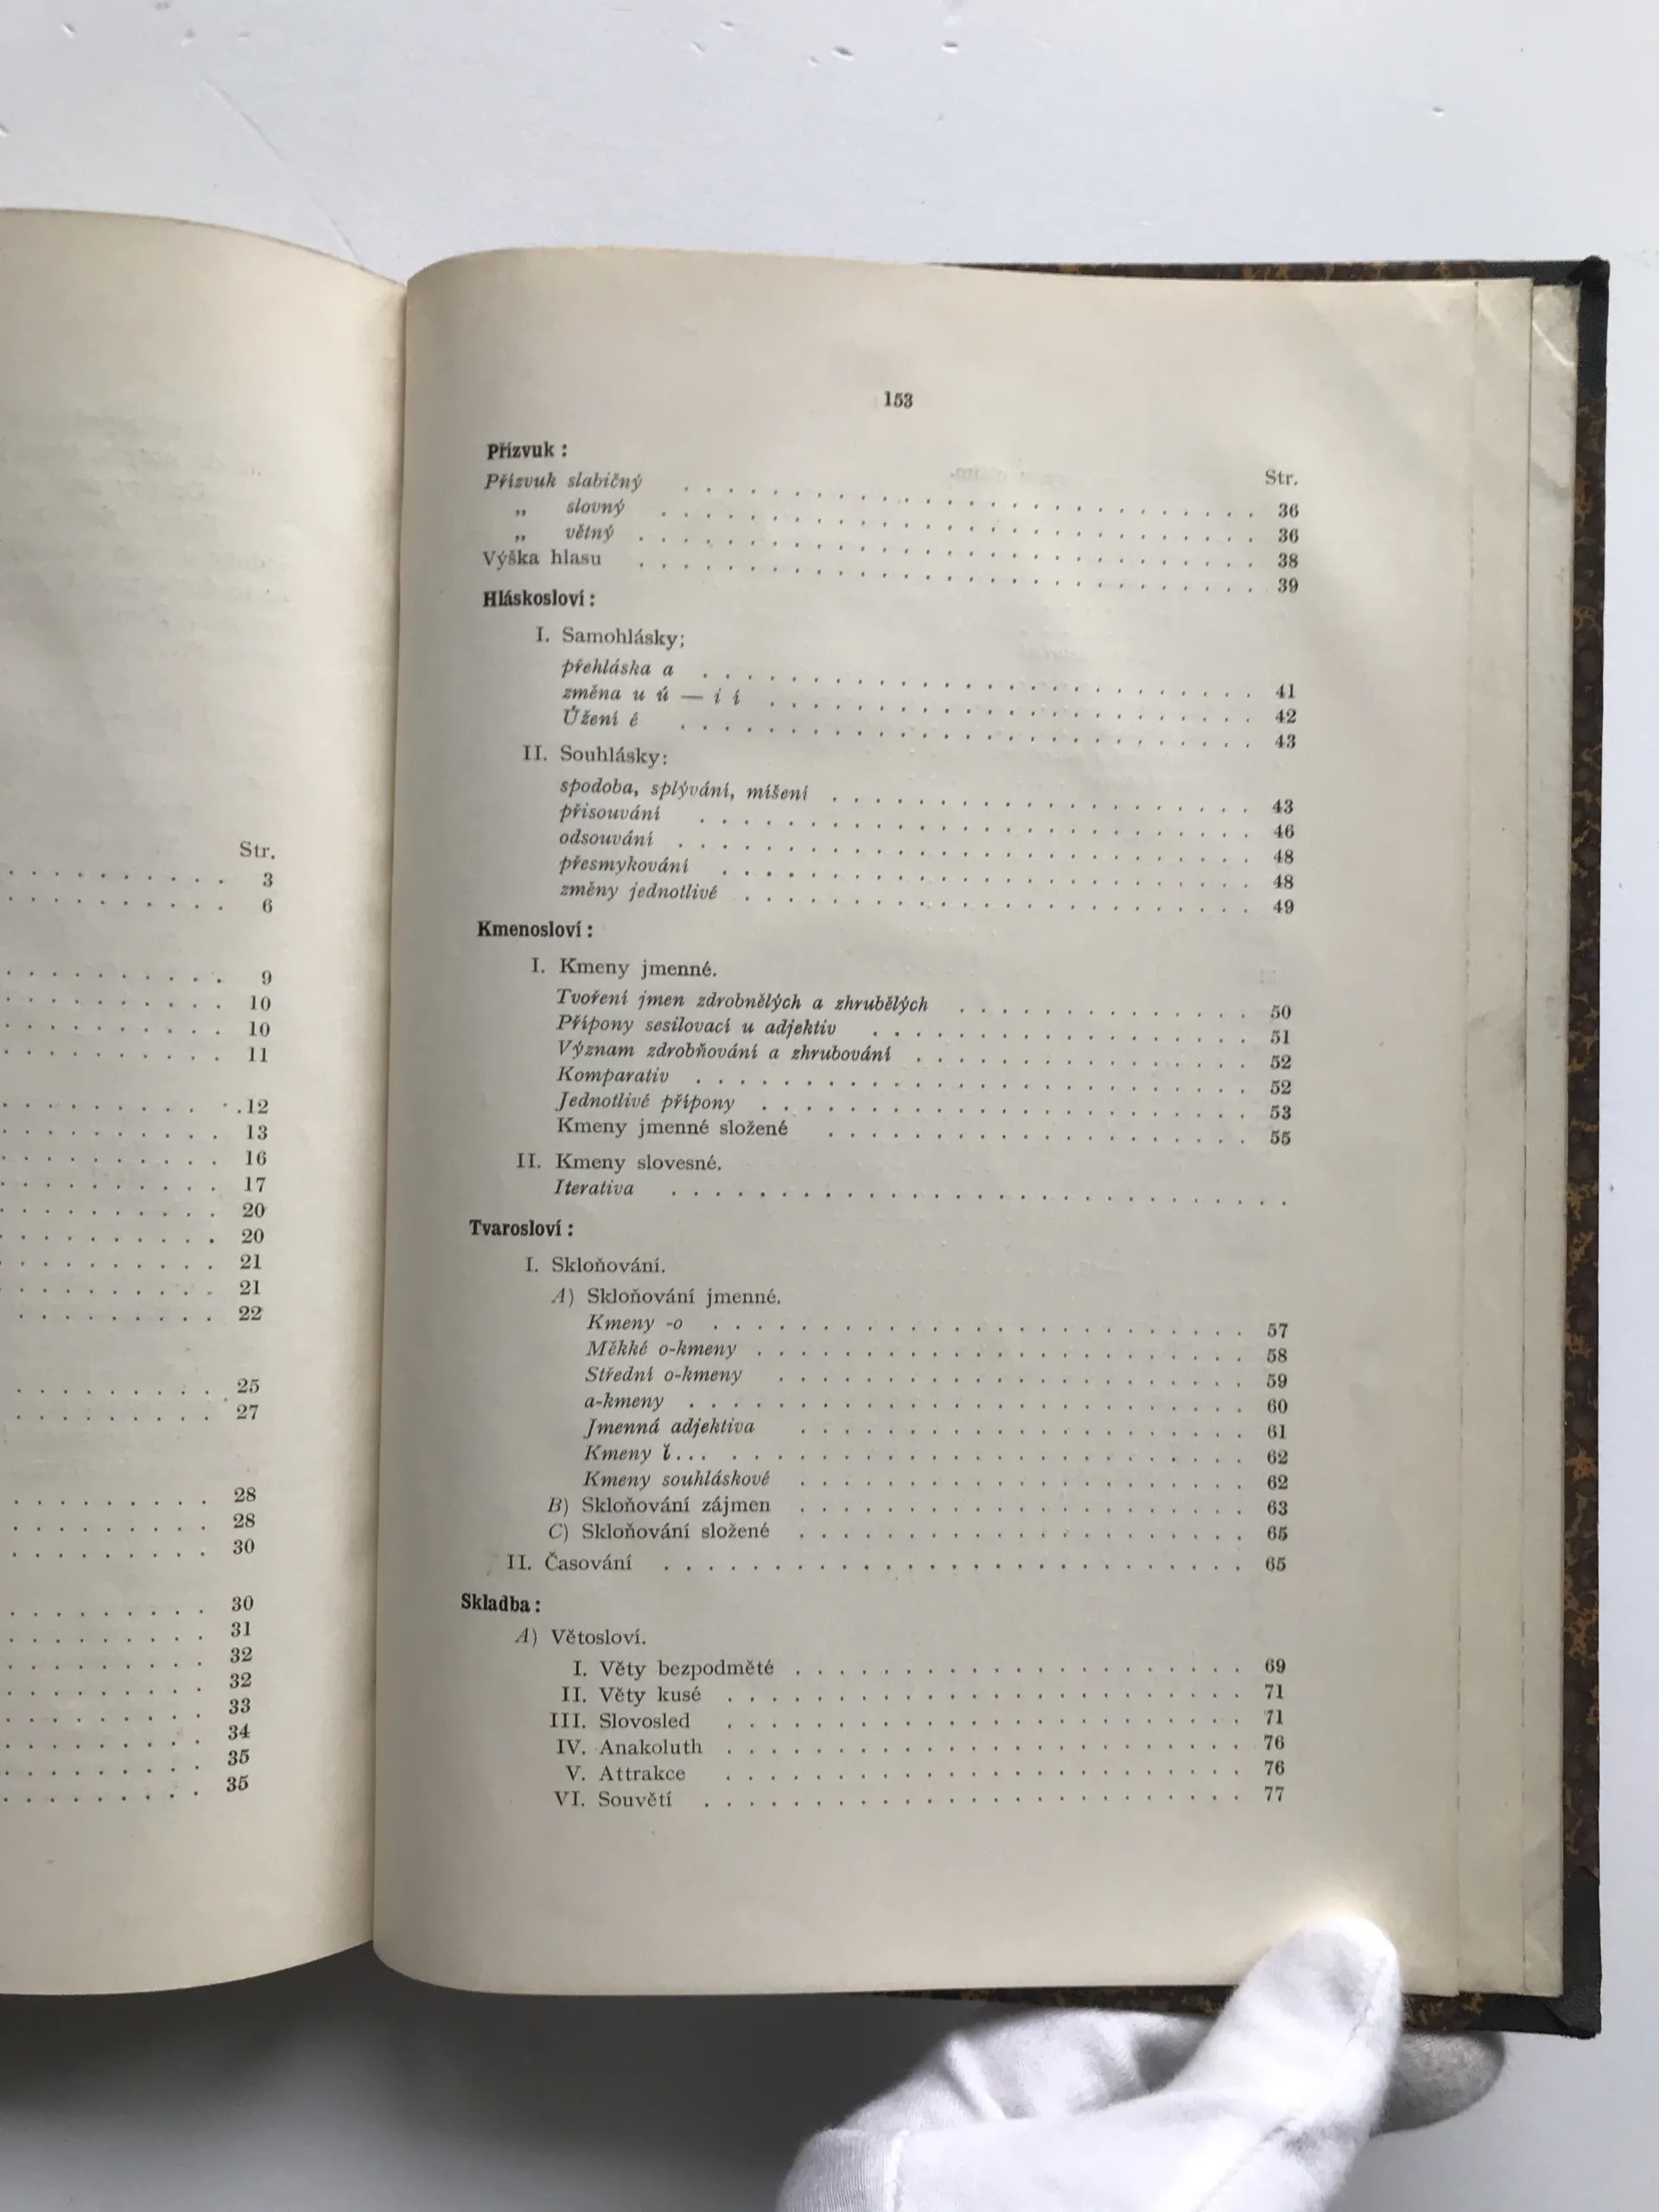 Str.
3
6
9
10
10
11
12
13
16
17
20
20
21
21
22
25
27
28
28
30
30
31
32
32
33
34
35
35
153
Přízvuk :
Str.
Přízvuk slabičný . . . . . . . . . . . . . . . . . . . . 36
„ slovný . . . . . . . . . . . . . . . . . . . . 36
„ větný . . . . . . . . . . . . . . . . . . . . 38
Výška hlasu . . . . . . . . . . . . . . . . . . . . 39
Hláskosloví :
I. Samohlásky;
přehláska a . . . . . . . . . . . . . . . . . . . . 41
změna u ú — i í . . . . . . . . . . . . . . . . . 42
Úžení é . . . . . . . . . . . . . . . . . . . . 43
II. Souhlásky:
spodoba, splývání, míšení . . . . . . . . . . . . . . . 43
přisouvání . . . . . . . . . . . . . . . . . . . 46
odsouvání . . . . . . . . . . . . . . . . . . . . 48
přesmykování . . . . . . . . . . . . . . . . . . . 48
změny jednotlivé . . . . . . . . . . . . . . . . . . 49
Kmenosloví :
I. Kmeny jmenné.
Tvoření jmen zdrobnělých a zhrubělých . . . . . . . . . . . 50
Přípony sesilovací u adjektiv . . . . . . . . . . . . . . 51
Význam zdrobňování a zhrubování . . . . . . . . . . . . 52
Komparativ . . . . . . . . . . . . . . . . . . . . 52
Jednotlivé přípony . . . . . . . . . . . . . . . . . 53
Kmeny jmenné složené . . . . . . . . . . . . . . . 55
II. Kmeny slovesné.
Iterativa . . . . . . . . . . . . . . . . . . . . . .
Tvarosloví :
I. Skloňování.
A) Skloňování jmenné.
Kmeny -o . . . . . . . . . . . . . . . . . . . 57
Měkké o-kmeny . . . . . . . . . . . . . . . . . 58
Střední o-kmeny . . . . . . . . . . . . . . . . . 59
a-kmeny . . . . . . . . . . . . . . . . . . . . 60
Jmenná adjektiva . . . . . . . . . . . . . . . . 61
Kmeny ĭ... . . . . . . . . . . . . . . . . . . 62
Kmeny souhláskové . . . . . . . . . . . . . . . . 62
B) Skloňování zájmen . . . . . . . . . . . . . . . . 63
C) Skloňování složené . . . . . . . . . . . . . . . . 65
II. Časování . . . . . . . . . . . . . . . . . . . . . 65
Skladba :
A) Větosloví.
I. Věty bezpodměté . . . . . . . . . . . . . . . . 69
II. Věty kusé . . . . . . . . . . . . . . . . . . 71
III. Slovosled . . . . . . . . . . . . . . . . . . 71
IV. Anakoluth . . . . . . . . . . . . . . . . . . 76
V. Attrakce . . . . . . . . . . . . . . . . . . 76
VI. Souvětí . . . . . . . . . . . . . . . . . . . 77